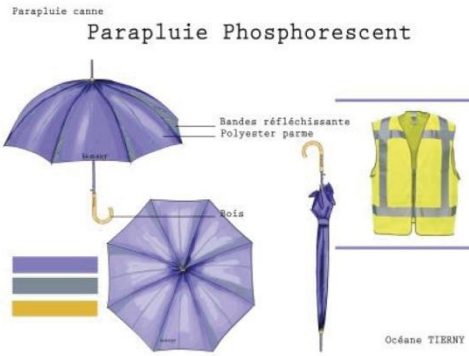 Parapluie canne
Parapluie Phosphorescent
Bandes réfléchissante
Polyester parme
Bois
Océane TIERNY